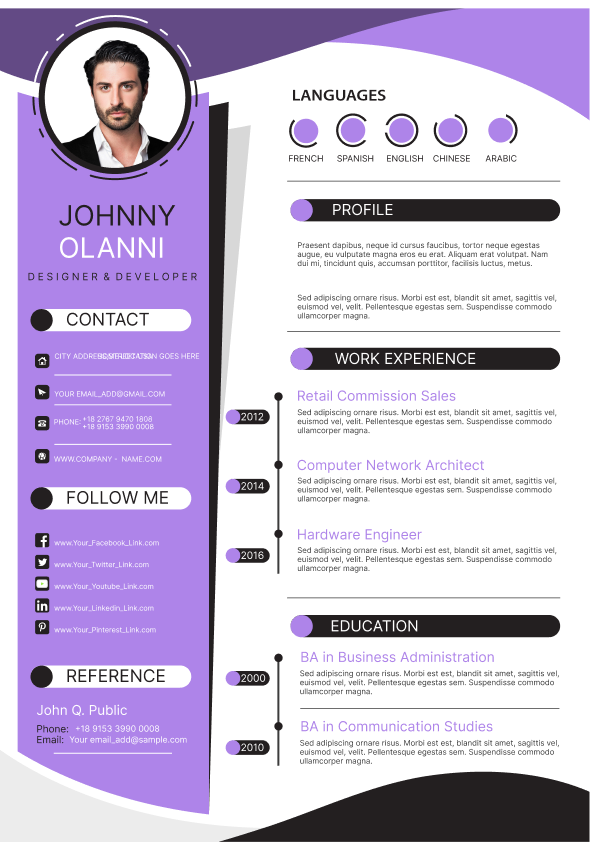 JOHNNY
OLANNI
DESIGNER & DEVELOPER
CONTACT
CITY ADDRESS GOES HERE
YOUR EMAIL_ADD@GMAIL.COM
PHONE: +18 2767 9470 1808
+18 9153 3990 0008
WWW.COMPANY - NAME.COM
FOLLOW ME
www.Your_Facebook_Link.com
www.Your_Twitter_Link.com
www.Your_Youtube_Link.com
www.Your_Linkedin_Link.com
www.Your_Pinterest_Link.com
REFERENCE
John Q. Public
Phone: +18 9153 3990 0008
Email: Your email_add@sample.com
LANGUAGES
FRENCH SPANISH ENGLISH CHINESE ARABIC
PROFILE
Praesent dapibus, neque id cursus faucibus, tortor neque egestas
augue, eu vulputate magna eros eu erat. Aliquam erat volutpat. Nam
dui mi, tincidunt quis, accumsan porttitor, facilisis luctus, metus.
Sed adipiscing ornare risus. Morbi est est, blandit sit amet, sagittis vel,
euismod vel, velit. Pellentesque egestas sem. Suspendisse commodo
ullamcorper magna.
WORK EXPERIENCE
2012
Retail Commission Sales
Sed adipiscing ornare risus. Morbi est est, blandit sit amet, sagittis vel,
euismod vel, velit. Pellentesque egestas sem. Suspendisse commodo
ullamcorper magna.
2014
Computer Network Architect
Sed adipiscing ornare risus. Morbi est est, blandit sit amet, sagittis vel,
euismod vel, velit. Pellentesque egestas sem. Suspendisse commodo
ullamcorper magna.
2016
Hardware Engineer
Sed adipiscing ornare risus. Morbi est est, blandit sit amet, sagittis vel,
euismod vel, velit. Pellentesque egestas sem. Suspendisse commodo
ullamcorper magna.
EDUCATION
2000
BA in Business Administration
Sed adipiscing ornare risus. Morbi est est, blandit sit amet, sagittis vel,
euismod vel, velit. Pellentesque egestas sem. Suspendisse commodo
ullamcorper magna.
2010
BA in Communication Studies
Sed adipiscing ornare risus. Morbi est est, blandit sit amet, sagittis vel,
euismod vel, velit. Pellentesque egestas sem. Suspendisse commodo
ullamcorper magna.